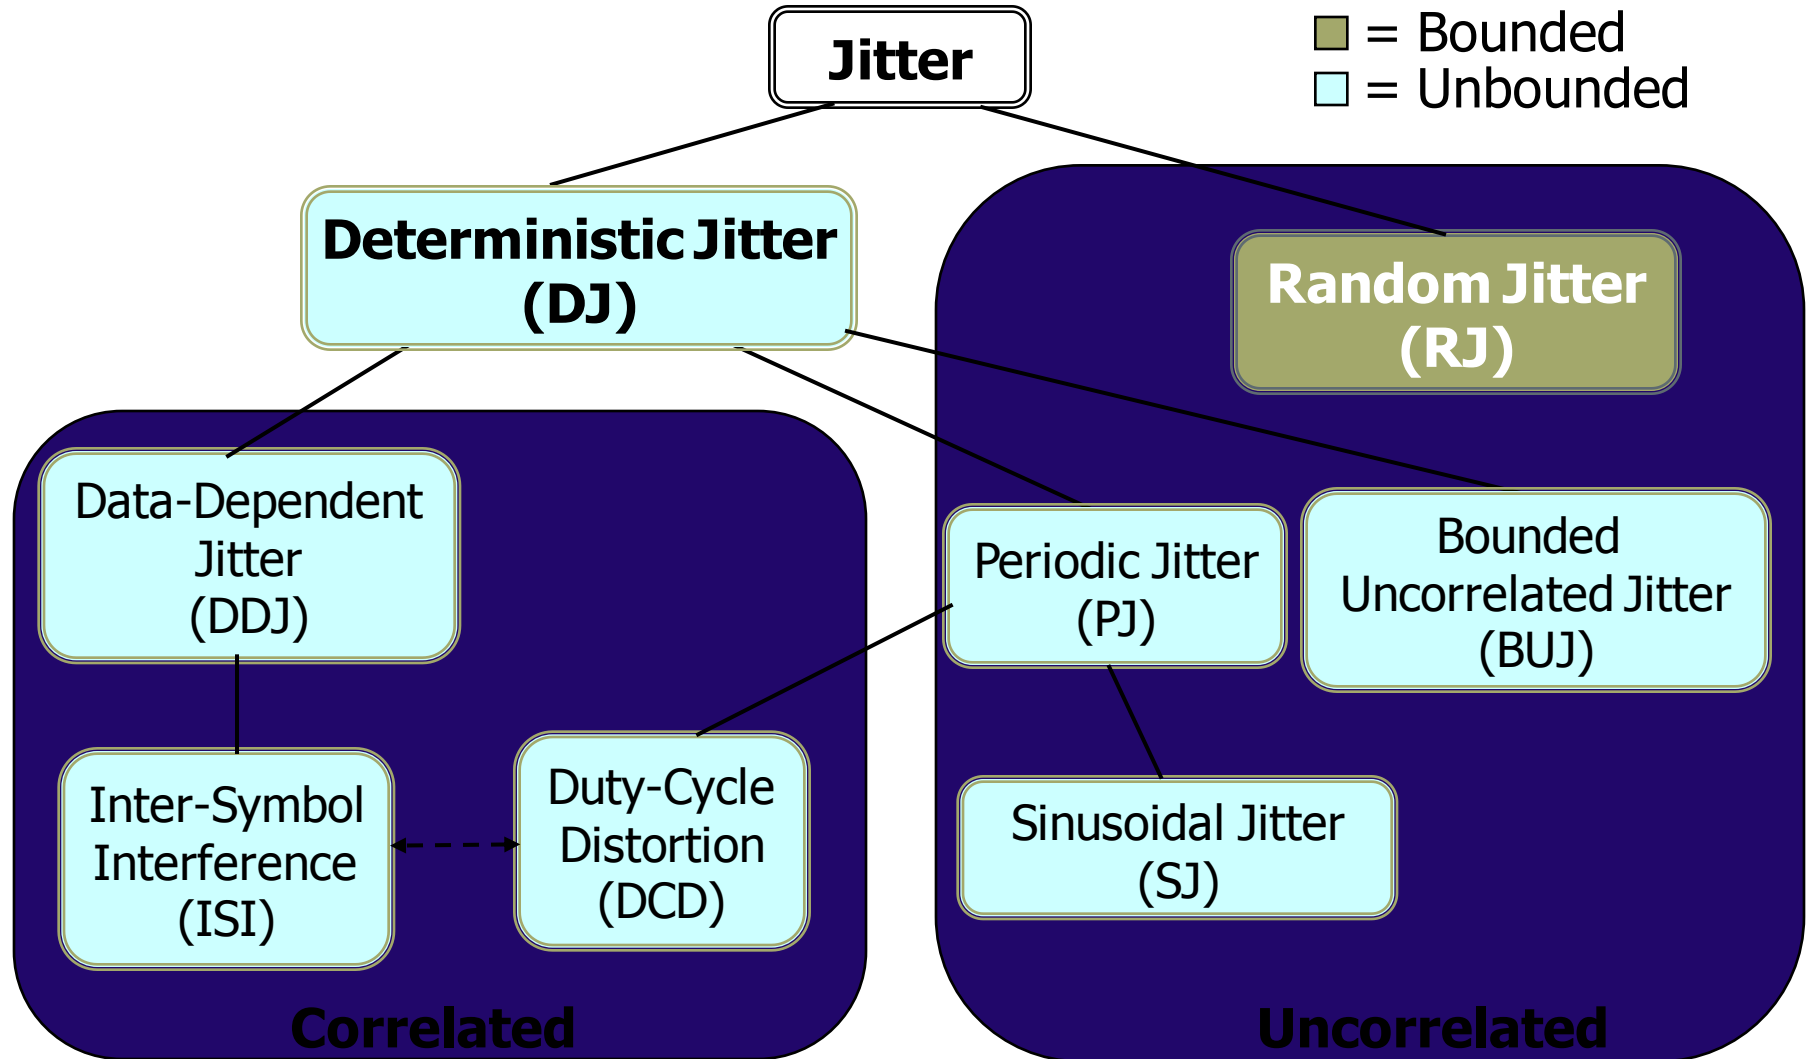 Jitter
= Bounded
= Unbounded
Deterministic Jitter
(DJ)
Random Jitter
(RJ)
Data-Dependent
Jitter
(DDJ)
Periodic Jitter
(PJ)
Bounded
Uncorrelated Jitter
(BUJ)
Inter-Symbol
Interference
(ISI)
Duty-Cycle
Distortion
(DCD)
Sinusoidal Jitter
(SJ)
Correlated
Uncorrelated